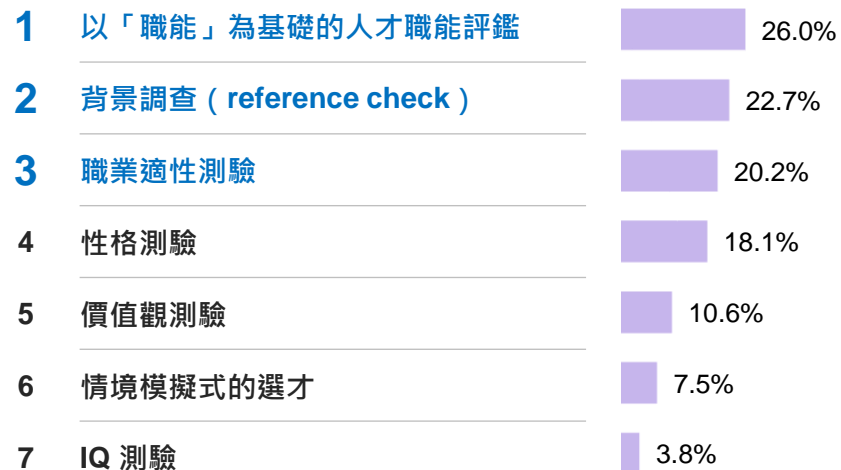 1 以「職能」為基礎的人才職能評鑑 26.0%
2 背景調查（reference check） 22.7%
3 職業適性測驗 20.2%
4 性格測驗 18.1%
5 價值觀測驗 10.6%
6 情境模擬式的選才 7.5%
7 IQ 測驗 3.8%